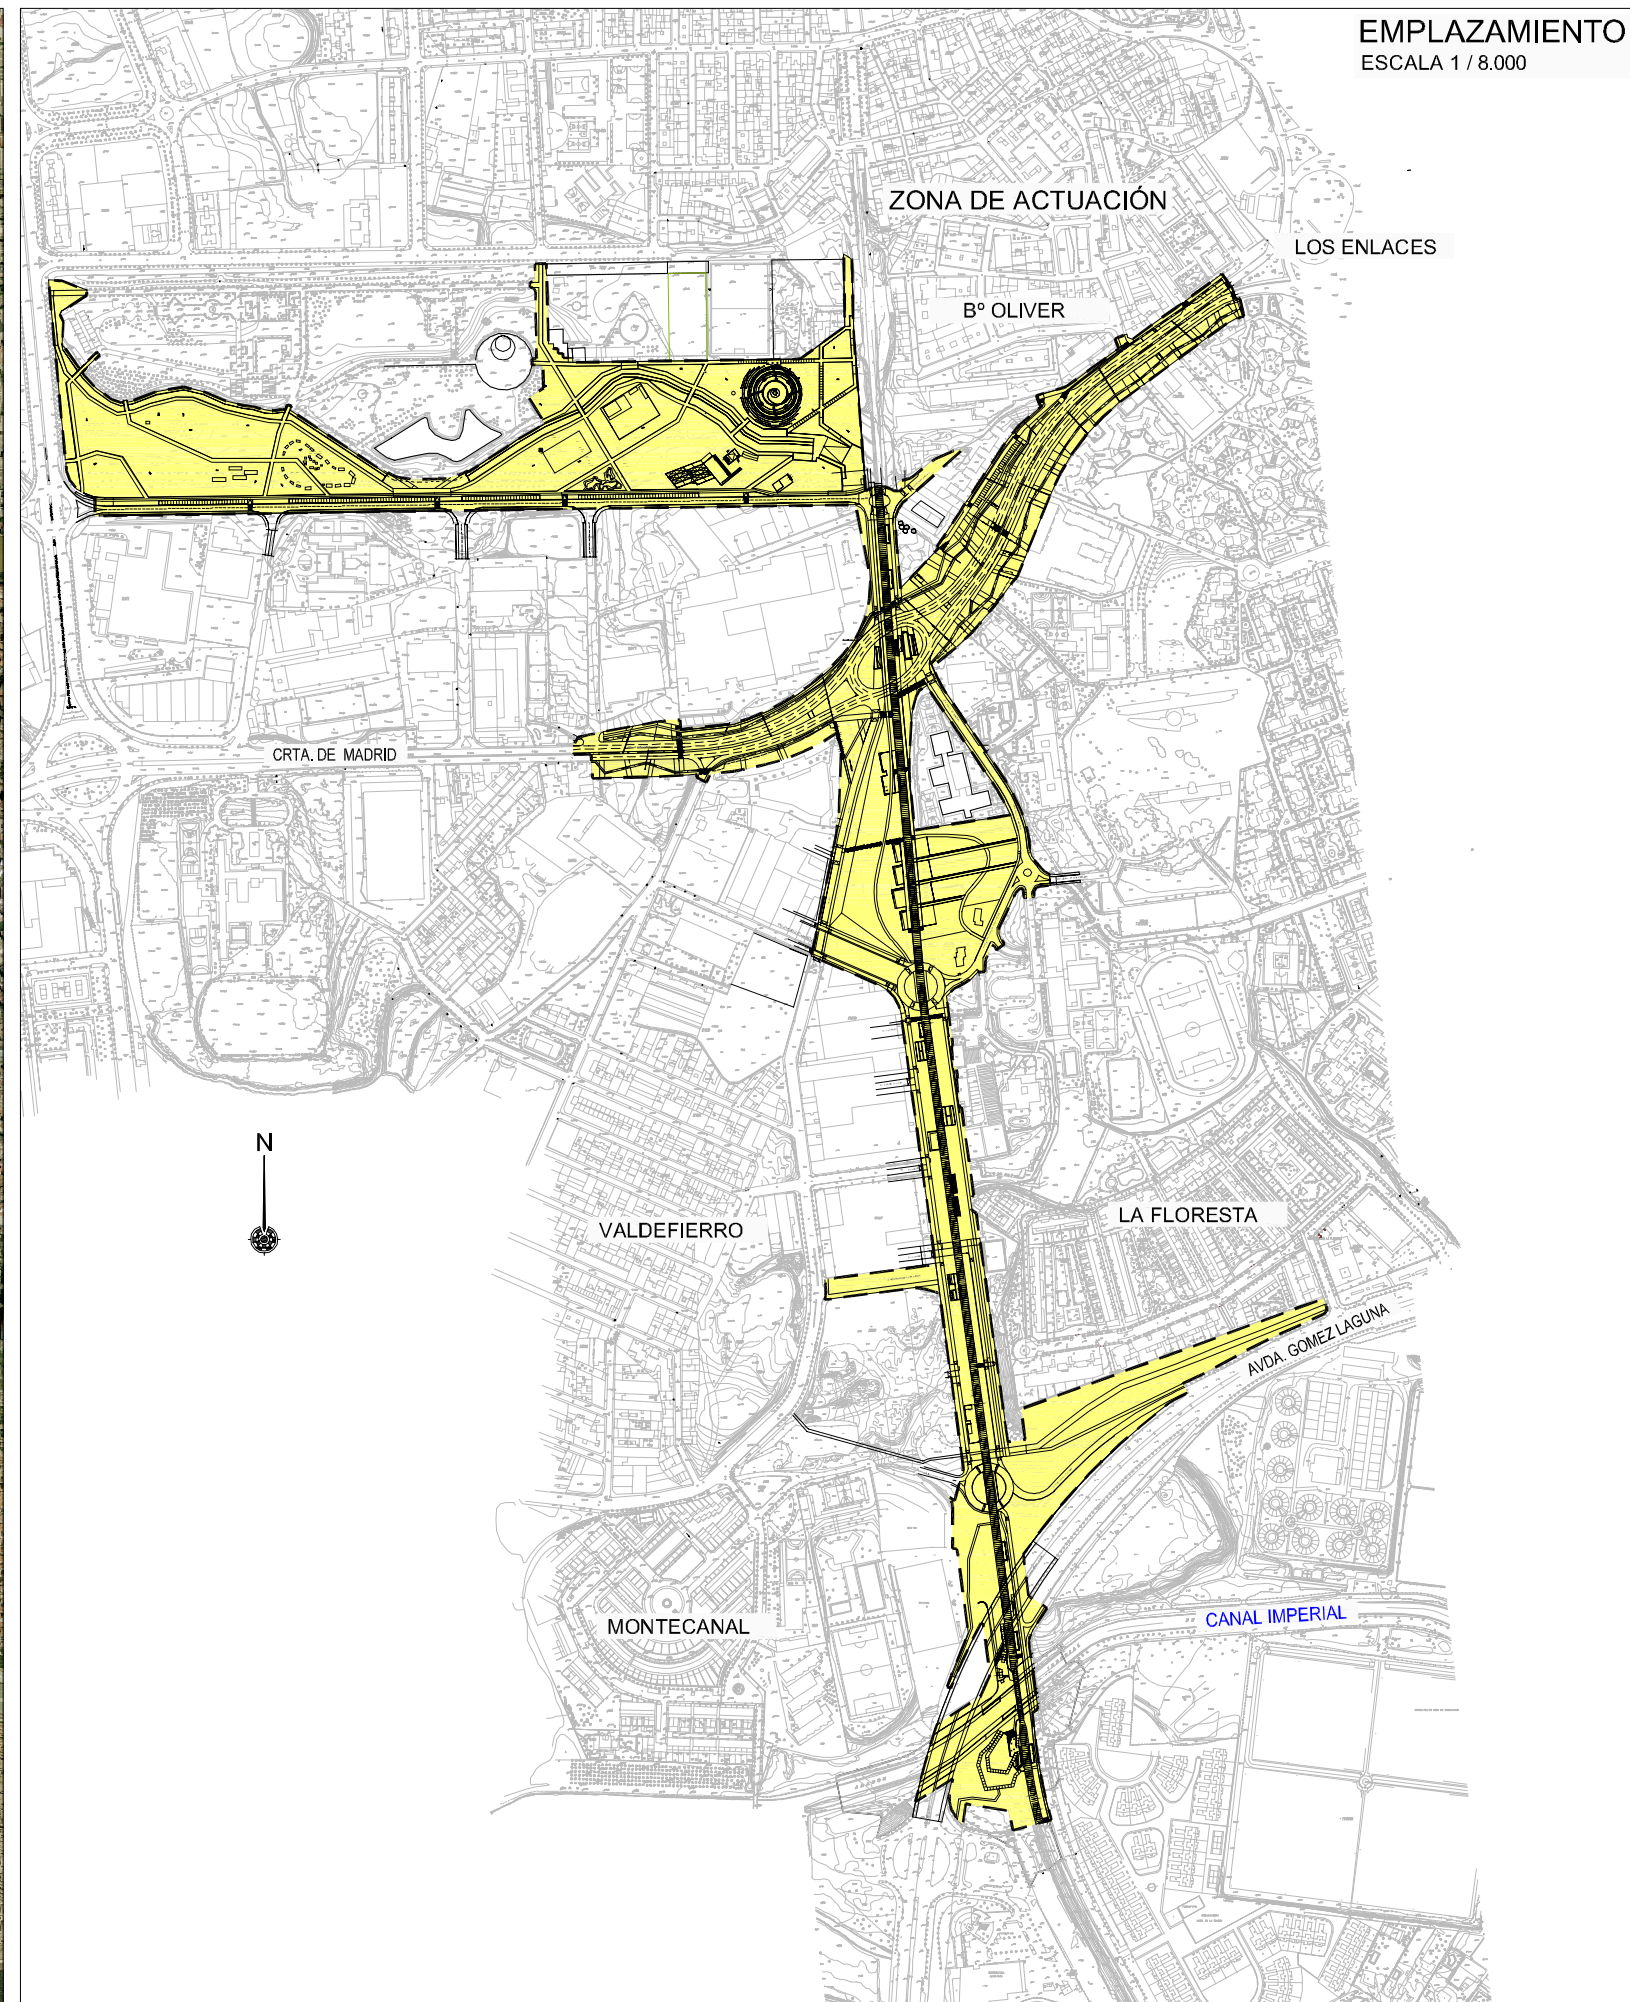 EMPLAZAMIENTO
ESCALA 1 / 8.000
ZONA DE ACTUACIÓN
LOS ENLACES
Bº OLIVER
CRTA. DE MADRID
N
VALDEFIERRO
LA FLORESTA
AVDA. GOMEZ LAGUNA
CANAL IMPERIAL
MONTECANAL